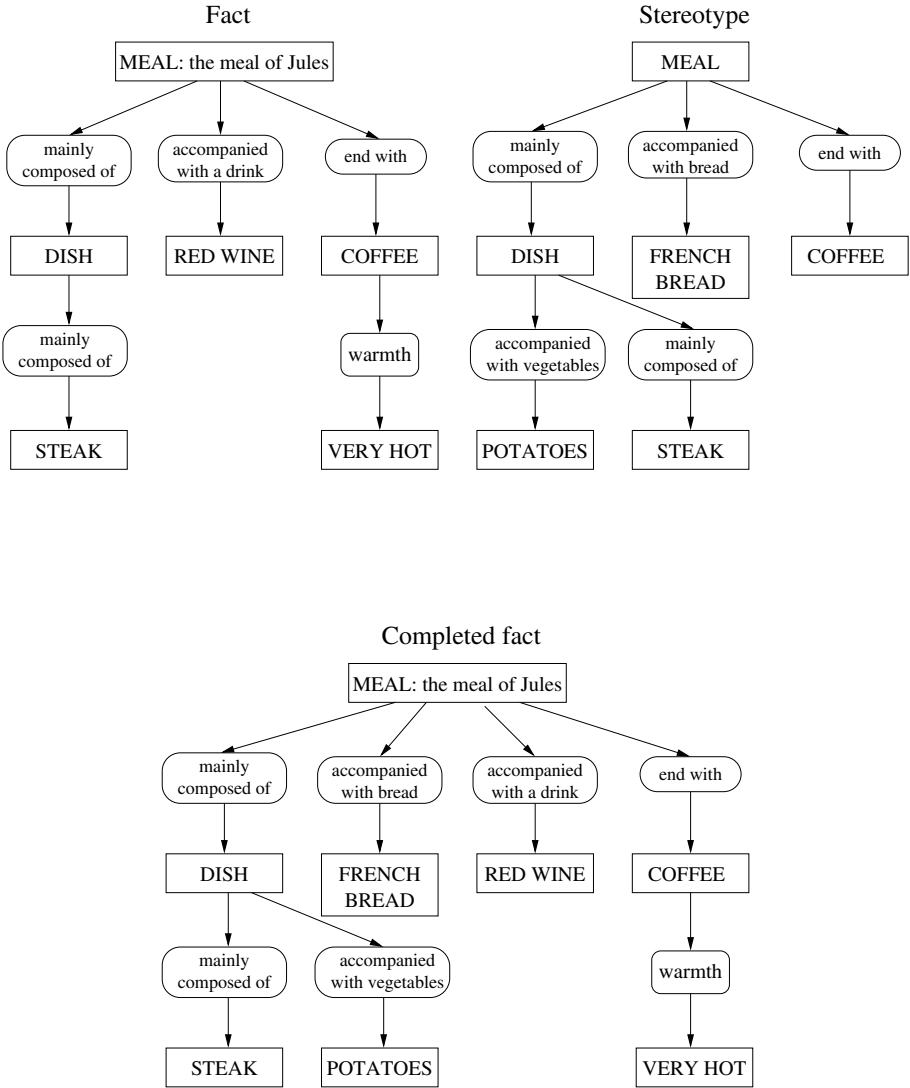 Fact
MEAL: the meal of Jules
mainly
composed of
accompanied
with a drink
end with
DISH
RED WINE
COFFEE
mainly
composed of
warmth
STEAK
VERY HOT
Stereotype
MEAL
mainly
composed of
accompanied
with bread
end with
DISH
FRENCH
BREAD
COFFEE
accompanied
with vegetables
mainly
composed of
POTATOES
STEAK
Completed fact
MEAL: the meal of Jules
mainly
composed of
accompanied
with bread
accompanied
with a drink
end with
DISH
FRENCH
BREAD
RED WINE
COFFEE
mainly
composed of
accompanied
with vegetables
warmth
STEAK
POTATOES
VERY HOT